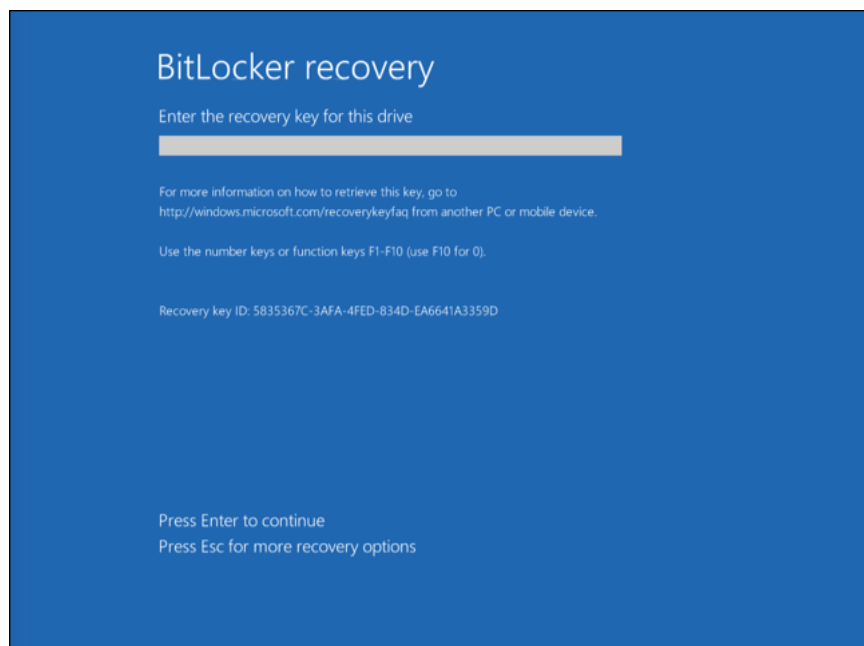 BitLocker recovery
Enter the recovery key for this drive
For more information on how to retrieve this key, go to
http://windows.microsoft.com/recoverykeyfaq from another PC or mobile device.
Use the number keys or function keys F1-F10 (use F10 for 0).
Recovery key ID: 5835367C-3AFA-4FED-834D-EA6641A3359D
Press Enter to continue
Press Esc for more recovery options